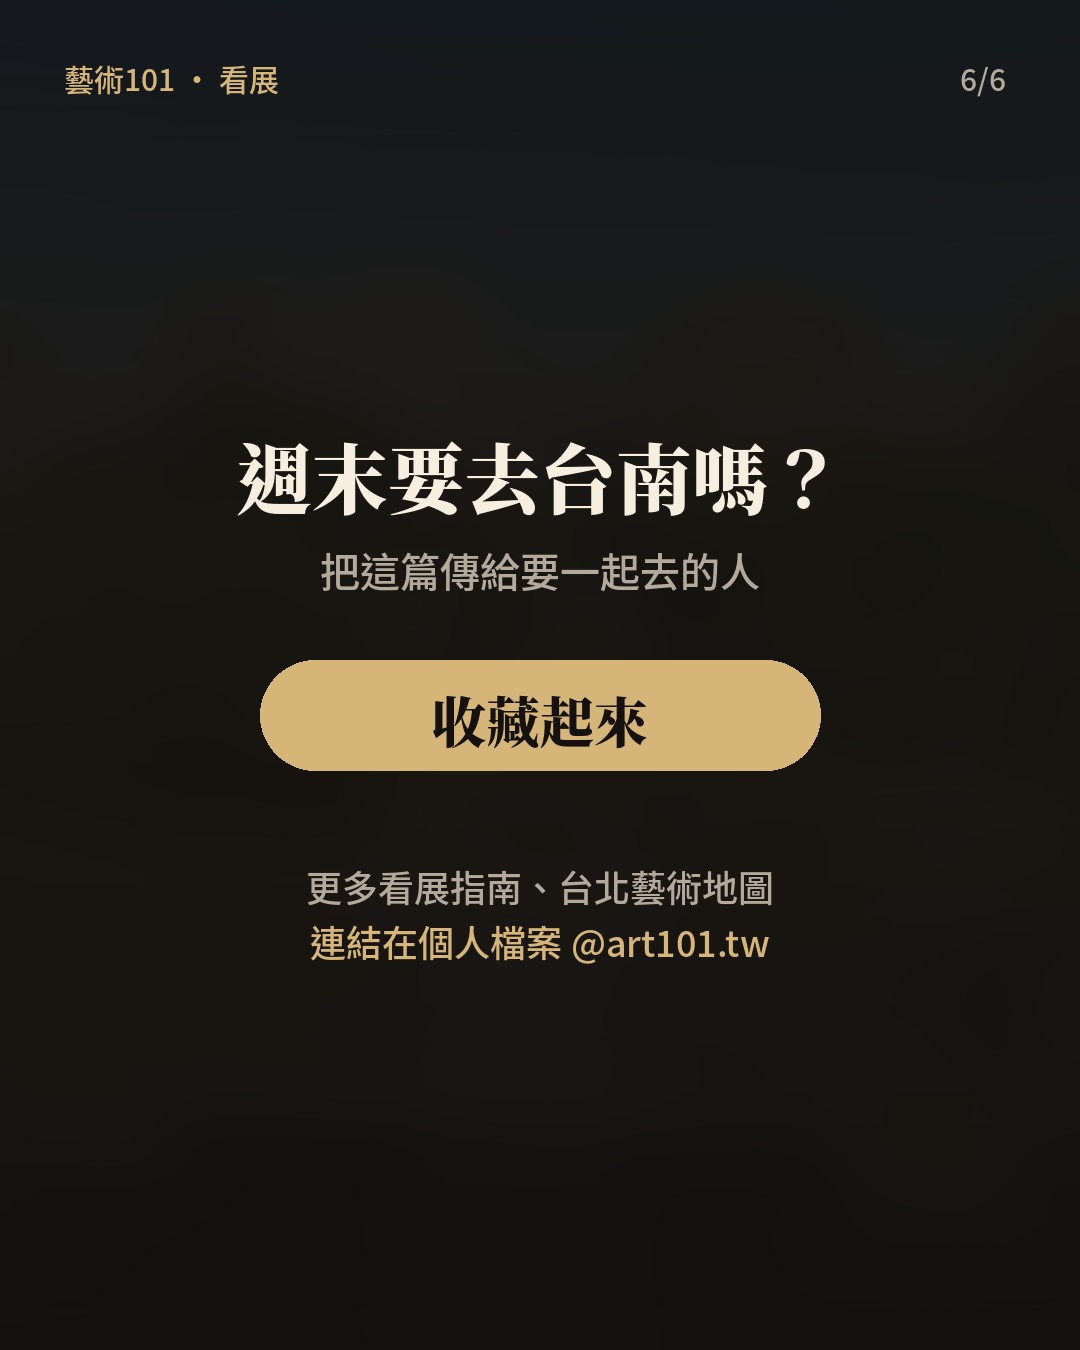 藝術101 · 看展
6/6
週末要去台南嗎？
把這篇傳給要一起去的人
收藏起來
更多看展指南、台北藝術地圖
連結在個人檔案 @art101.tw